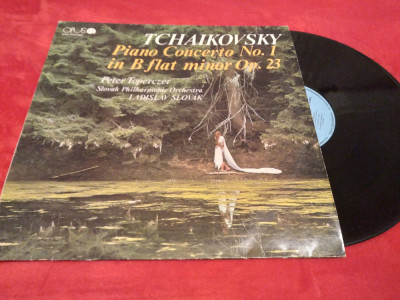 OPUS
TCHAIKOVSKY
Piano Concerto No. 1
in B flat minor Op. 23
Peter Toperczer
Slovak Philharmonic Orchestra
LADISLAV SLOVÁK